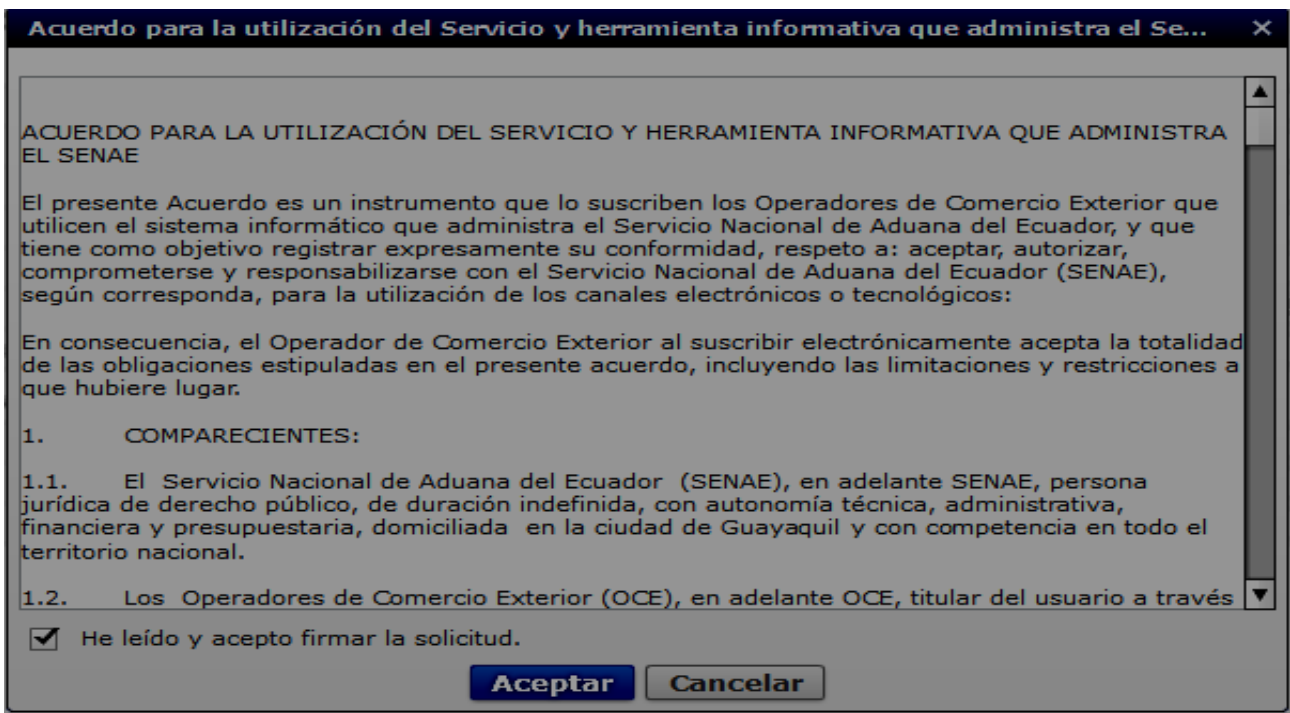 Acuerdo para la utilización del Servicio y herramienta informativa que administra el Se...
ACUERDO PARA LA UTILIZACIÓN DEL SERVICIO Y HERRAMIENTA INFORMATIVA QUE ADMINISTRA
EL SENAE
El presente Acuerdo es un instrumento que lo suscriben los Operadores de Comercio Exterior que
utilicen el sistema informático que administra el Servicio Nacional de Aduana del Ecuador, y que
tiene como objetivo registrar expresamente su conformidad, respeto a: aceptar, autorizar,
comprometerse y responsabilizarse con el Servicio Nacional de Aduana del Ecuador (SENAE),
según corresponda, para la utilización de los canales electrónicos o tecnológicos:
En consecuencia, el Operador de Comercio Exterior al suscribir electrónicamente acepta la totalidad
de las obligaciones estipuladas en el presente acuerdo, incluyendo las limitaciones y restricciones a
que hubiere lugar.
1. COMPARECIENTES:
1.1. El Servicio Nacional de Aduana del Ecuador (SENAE), en adelante SENAE, persona
jurídica de derecho público, de duración indefinida, con autonomía técnica, administrativa,
financiera y presupuestaria, domiciliada en la ciudad de Guayaquil y con competencia en todo el
territorio nacional.
1.2. Los Operadores de Comercio Exterior (OCE), en adelante OCE, titular del usuario a través
He leído y acepto firmar la solicitud.
Aceptar Cancelar